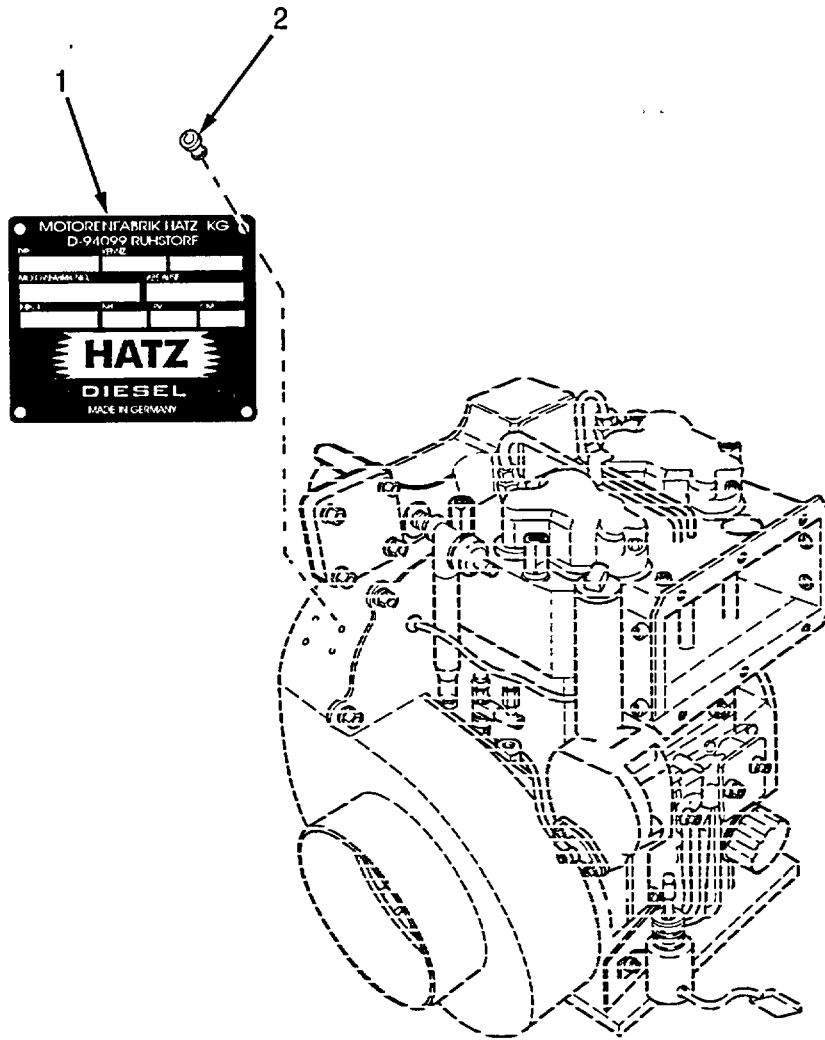 2
1
MOTORENFABRIK HATZ KG
D-94099 RUHSTORF
HATZ
DIESEL
MADE IN GERMANY